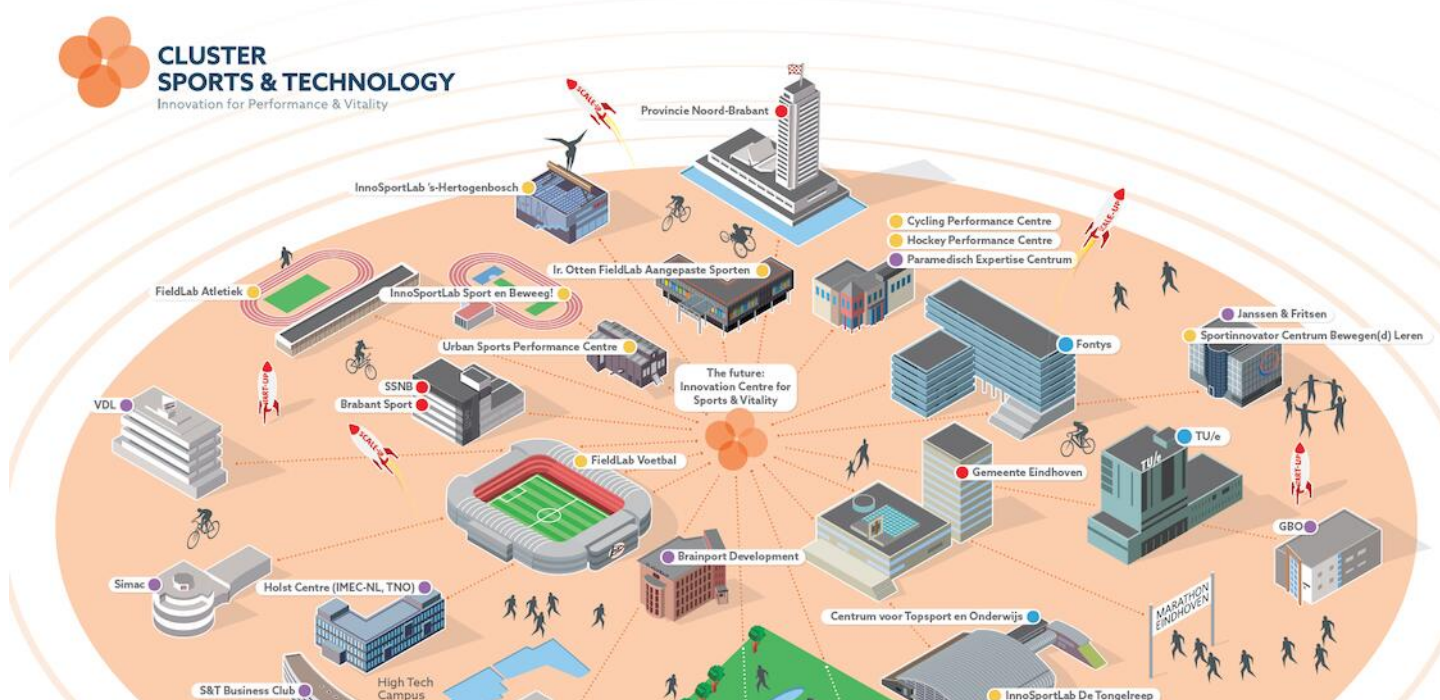 CLUSTER
SPORTS & TECHNOLOGY
Innovation for Performance & Vitality
SCALE-UP
Provincie Noord-Brabant
InnoSportLab 's-Hertogenbosch
SCALE-UP
Cycling Performance Centre
Hockey Performance Centre
Paramedisch Expertise Centrum
Ir. Otten FieldLab Aangepaste Sporten
FieldLab Atletiek
InnoSportLab Sport en Beweeg!
Janssen & Fritsen
Sportinnovator Centrum Bewegen(d) Leren
Urban Sports Performance Centre
Fontys
The future:
Innovation Centre for
Sports & Vitality
START-UP
SSNB
Brabant Sport
VDL
SCALE-UP
FieldLab Voetbal
TU/e
TU/e
START-UP
Gemeente Eindhoven
GBO
Brainport Development
Simac
Holst Centre (IMEC-NL, TNO)
MARATHON
EINDHOVEN
Centrum voor Topsport en Onderwijs
High Tech
Campus
S&T Business Club
InnoSportLab De Tongelreep